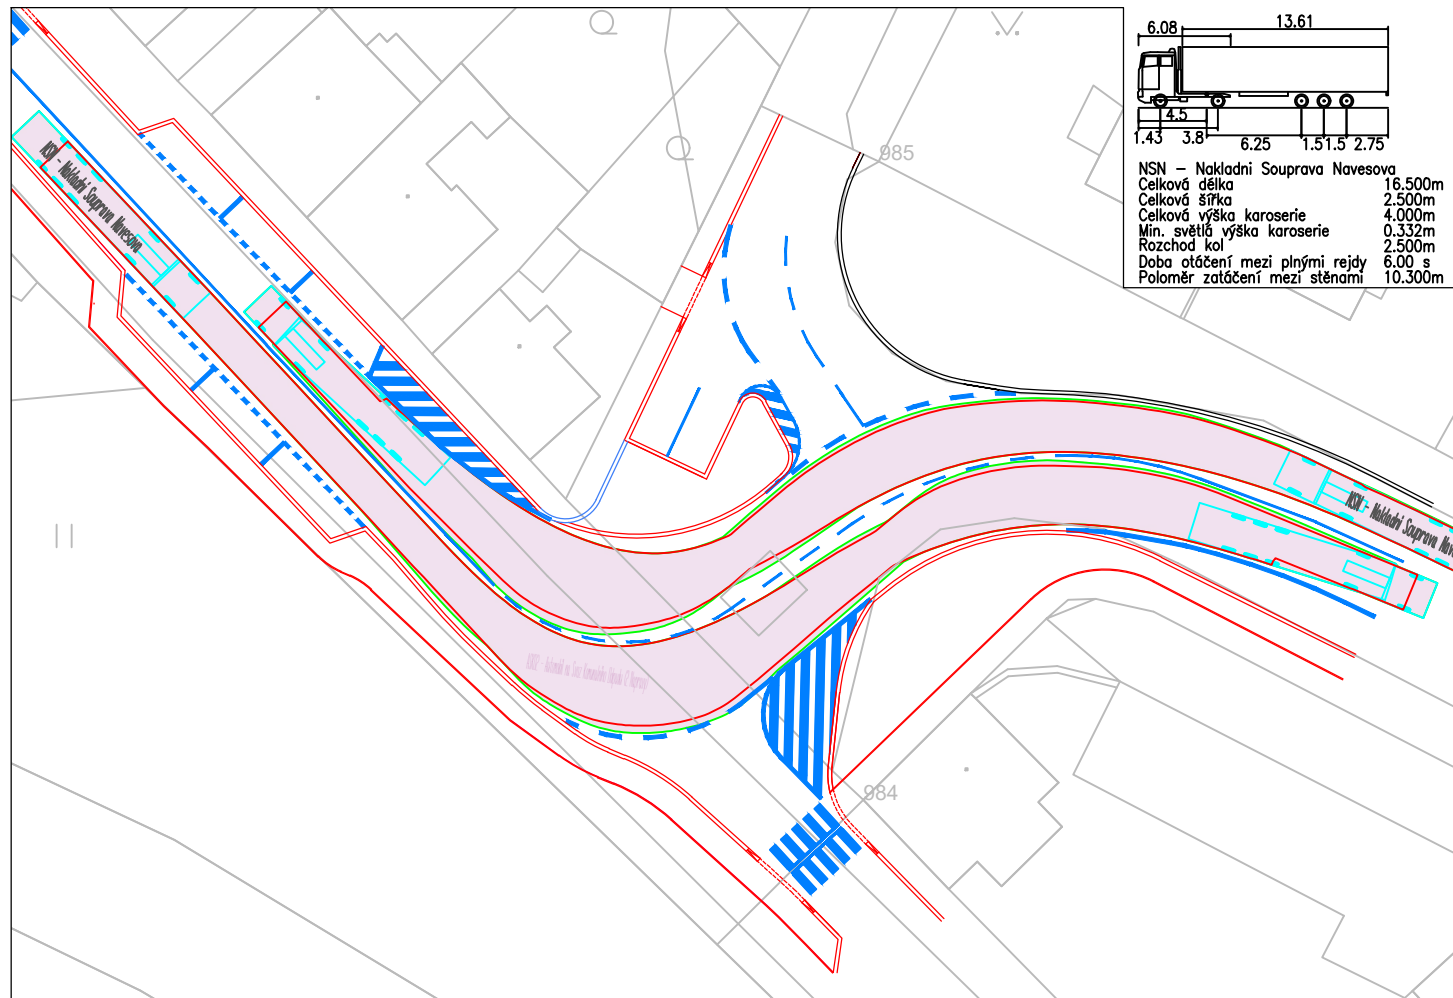 6.08 13.61
4.5
1.43 3.8 6.25 1.5 1.5 2.75
NSN – Nakladni Souprava Navesova
Celková délka 16.500m
Celková šířka 2.500m
Celková výška karoserie 4.000m
Min. světlá výška karoserie 0.332m
Rozchod kol 2.500m
Doba otáčení mezi plnými rejdy 6.00 s
Poloměr zatáčení mezi stěnami 10.300m
985
NSN – Nakladni Souprava Navesova
NSN – Nakladni Souprava Nave
984